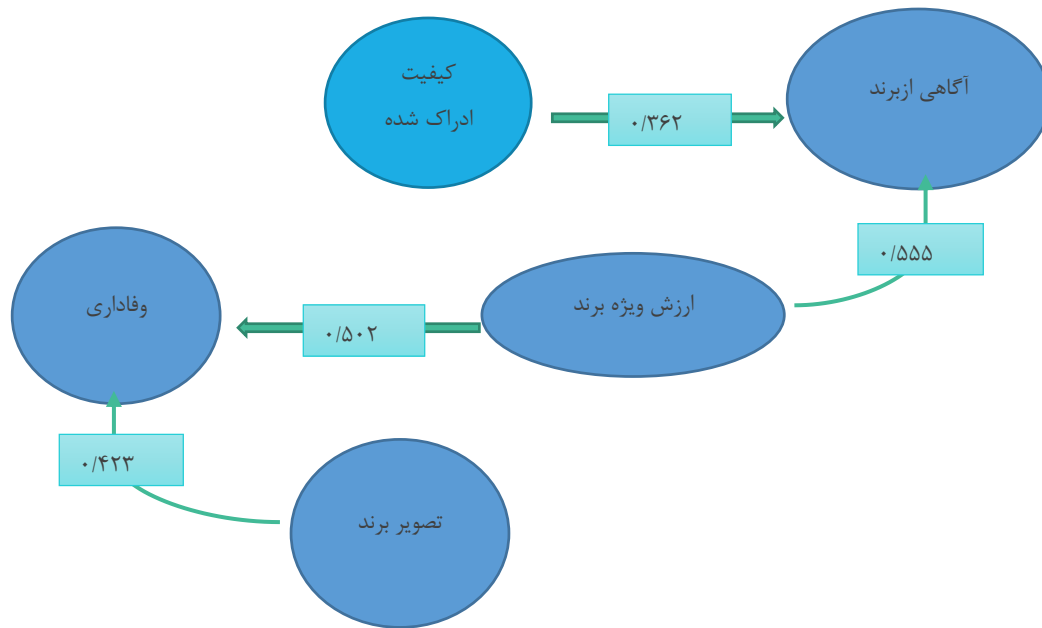 کیفیت
ادراک شده
آگاهی ازبرند
۰/۳۶۲
۰/۵۵۵
وفاداری
ارزش ویژه برند
۰/۵۰۲
۰/۴۲۳
تصویر برند